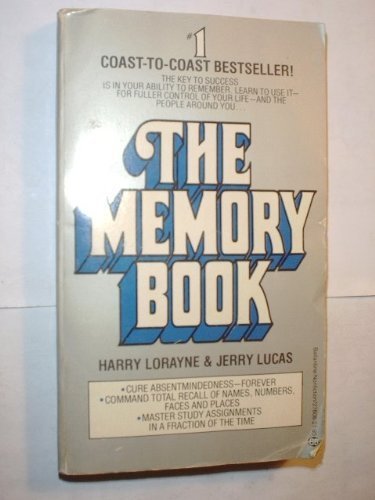 #1
COAST-TO-COAST BESTSELLER!
THE KEY TO SUCCESS
IS IN YOUR ABILITY TO REMEMBER. LEARN TO USE IT—
FOR FULLER CONTROL OF YOUR LIFE—AND THE
PEOPLE AROUND YOU...
THE
MEMORY
BOOK
HARRY LORAYNE & JERRY LUCAS
•CURE ABSENTMINDEDNESS—FOREVER
•COMMAND TOTAL RECALL OF NAMES, NUMBERS,
FACES AND PLACES
•MASTER STUDY ASSIGNMENTS
IN A FRACTION OF THE TIME
Ballantine Nonfiction